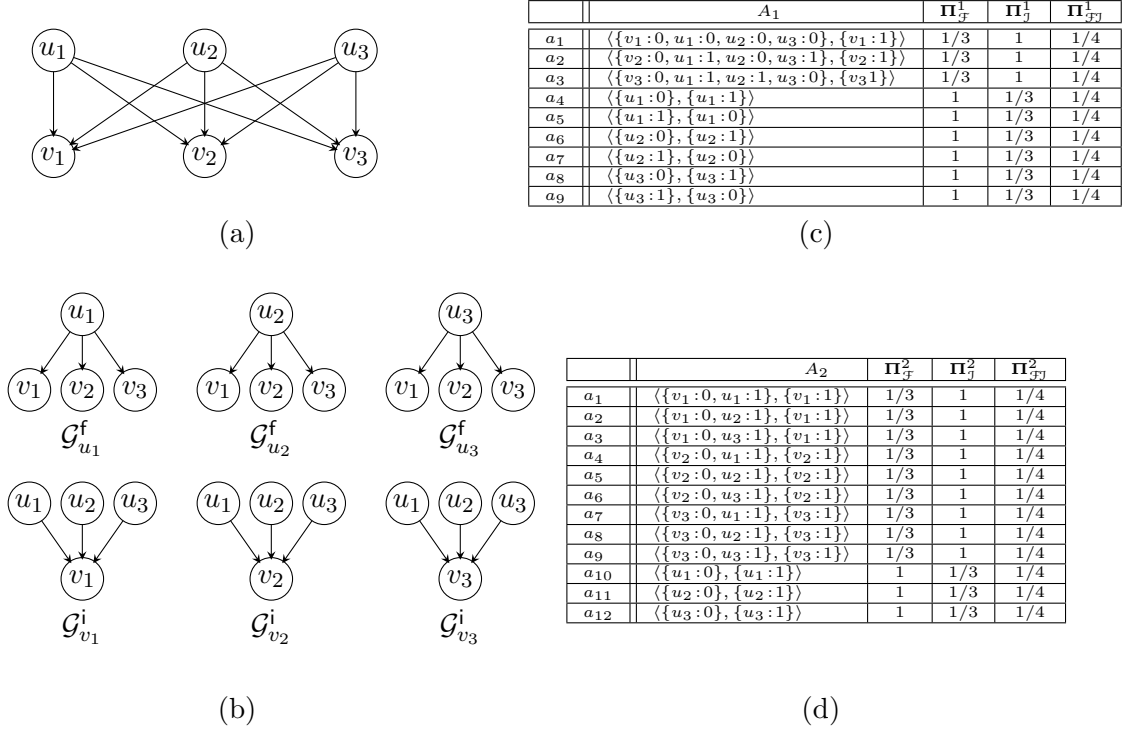 u₁ u₂ u₃
v₁ v₂ v₃
(a)
A₁ Π¹_ℱ Π¹_ℐ Π¹_ℱℐ
a₁ ⟨{v₁:0, u₁:0, u₂:0, u₃:0}, {v₁:1}⟩ 1/3 1 1/4
a₂ ⟨{v₂:0, u₁:1, u₂:0, u₃:1}, {v₂:1}⟩ 1/3 1 1/4
a₃ ⟨{v₃:0, u₁:1, u₂:1, u₃:0}, {v₃1}⟩ 1/3 1 1/4
a₄ ⟨{u₁:0}, {u₁:1}⟩ 1 1/3 1/4
a₅ ⟨{u₁:1}, {u₁:0}⟩ 1 1/3 1/4
a₆ ⟨{u₂:0}, {u₂:1}⟩ 1 1/3 1/4
a₇ ⟨{u₂:1}, {u₂:0}⟩ 1 1/3 1/4
a₈ ⟨{u₃:0}, {u₃:1}⟩ 1 1/3 1/4
a₉ ⟨{u₃:1}, {u₃:0}⟩ 1 1/3 1/4
(c)
u₁ u₂ u₃
v₁ v₂ v₃ v₁ v₂ v₃ v₁ v₂ v₃
𝒢^f_u₁ 𝒢^f_u₂ 𝒢^f_u₃
u₁ u₂ u₃ u₁ u₂ u₃ u₁ u₂ u₃
v₁ v₂ v₃
𝒢^i_v₁ 𝒢^i_v₂ 𝒢^i_v₃
(b)
A₂ Π²_ℱ Π²_ℐ Π²_ℱℐ
a₁ ⟨{v₁:0, u₁:1}, {v₁:1}⟩ 1/3 1 1/4
a₂ ⟨{v₁:0, u₂:1}, {v₁:1}⟩ 1/3 1 1/4
a₃ ⟨{v₁:0, u₃:1}, {v₁:1}⟩ 1/3 1 1/4
a₄ ⟨{v₂:0, u₁:1}, {v₂:1}⟩ 1/3 1 1/4
a₅ ⟨{v₂:0, u₂:1}, {v₂:1}⟩ 1/3 1 1/4
a₆ ⟨{v₂:0, u₃:1}, {v₂:1}⟩ 1/3 1 1/4
a₇ ⟨{v₃:0, u₁:1}, {v₃:1}⟩ 1/3 1 1/4
a₈ ⟨{v₃:0, u₂:1}, {v₃:1}⟩ 1/3 1 1/4
a₉ ⟨{v₃:0, u₃:1}, {v₃:1}⟩ 1/3 1 1/4
a₁₀ ⟨{u₁:0}, {u₁:1}⟩ 1 1/3 1/4
a₁₁ ⟨{u₂:0}, {u₂:1}⟩ 1 1/3 1/4
a₁₂ ⟨{u₃:0}, {u₃:1}⟩ 1 1/3 1/4
(d)